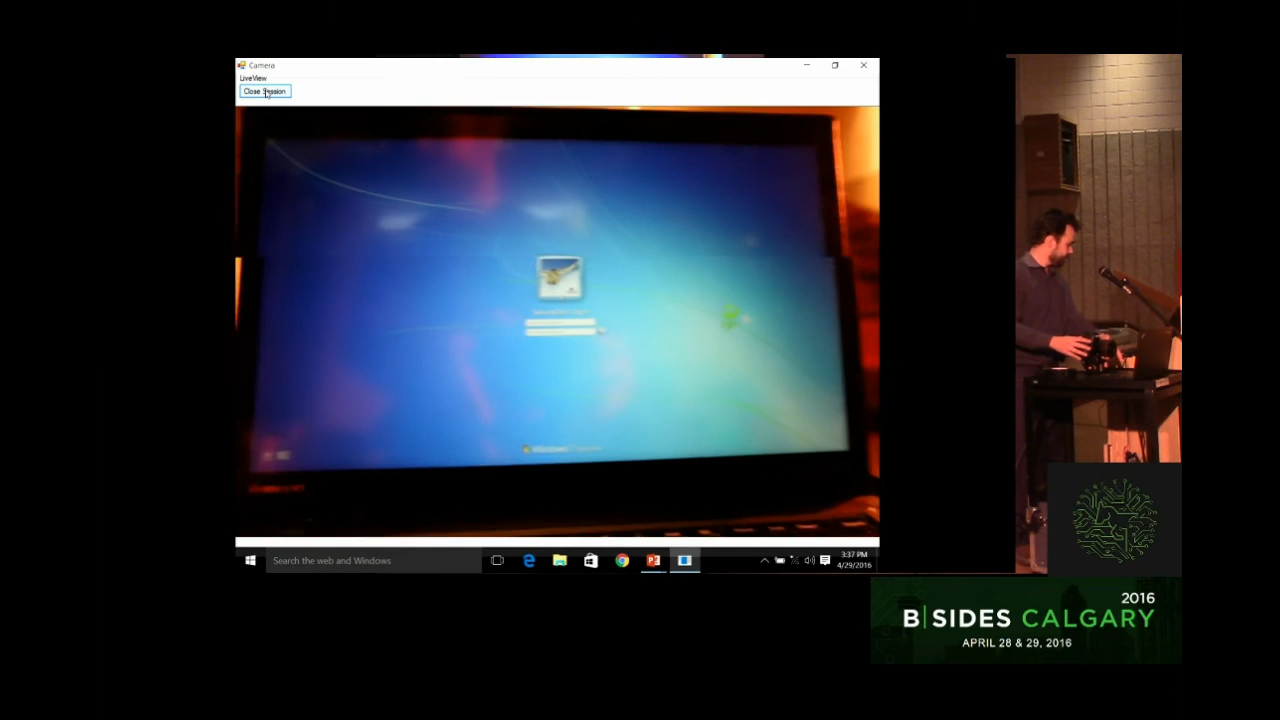 Camera
LiveView
Close Session
Search the web and Windows
3:37 PM
4/29/2016
2016
B|SIDES CALGARY
APRIL 28 & 29, 2016